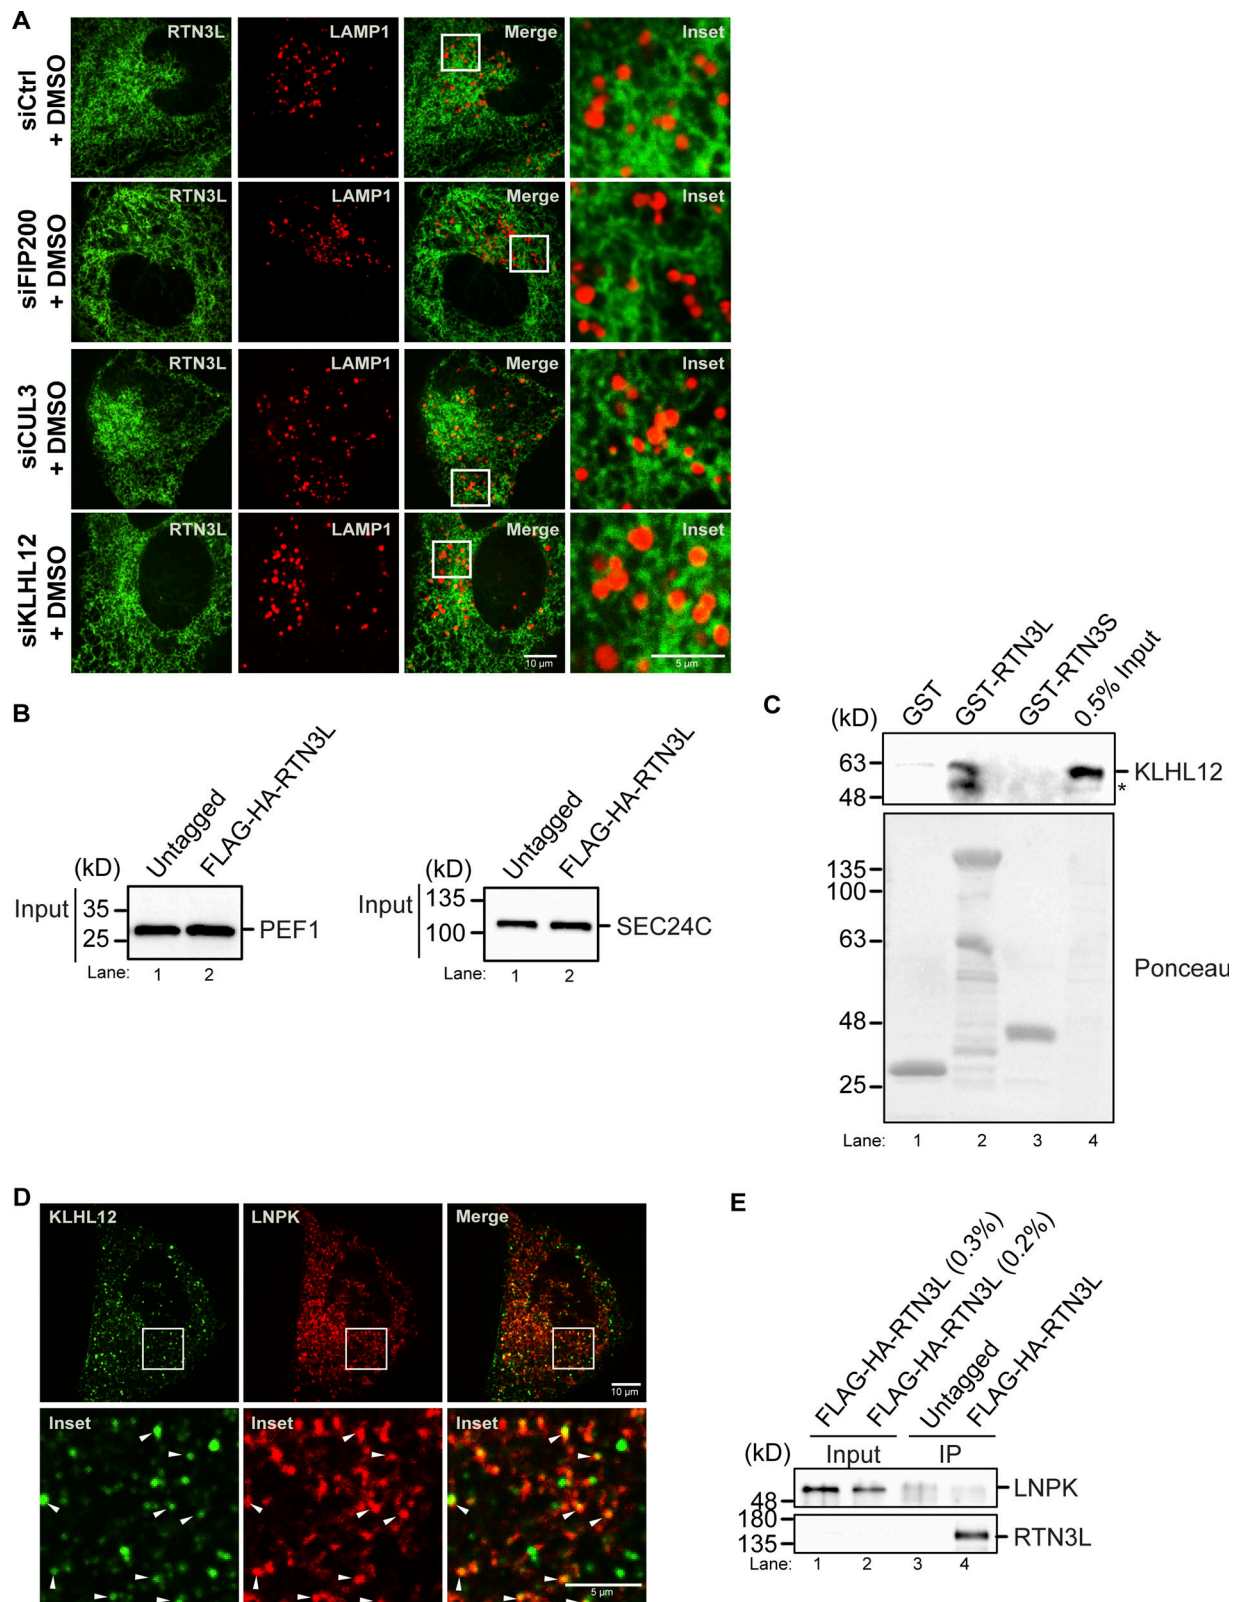 A
siCtrl
+ DMSO
RTN3L
LAMP1
Merge
Inset
siFIP200
+ DMSO
RTN3L
LAMP1
Merge
Inset
siCUL3
+ DMSO
RTN3L
LAMP1
Merge
Inset
siKLHL12
+ DMSO
RTN3L
LAMP1
Merge
Inset
10 µm
5 µm
B
(kD)
Untagged
FLAG-HA-RTN3L
Input
35
25
PEF1
Lane: 1 2
(kD)
Untagged
FLAG-HA-RTN3L
Input
135
100
SEC24C
Lane: 1 2
C
(kD)
GST
GST-RTN3L
GST-RTN3S
0.5% Input
63
48
KLHL12
*
135
100
63
48
25
Ponceau
Lane: 1 2 3 4
D
KLHL12
LNPK
Merge
10 µm
Inset
Inset
Inset
5 µm
E
FLAG-HA-RTN3L (0.3%)
FLAG-HA-RTN3L (0.2%)
Untagged
FLAG-HA-RTN3L
(kD)
Input
IP
48
LNPK
180
135
RTN3L
Lane: 1 2 3 4